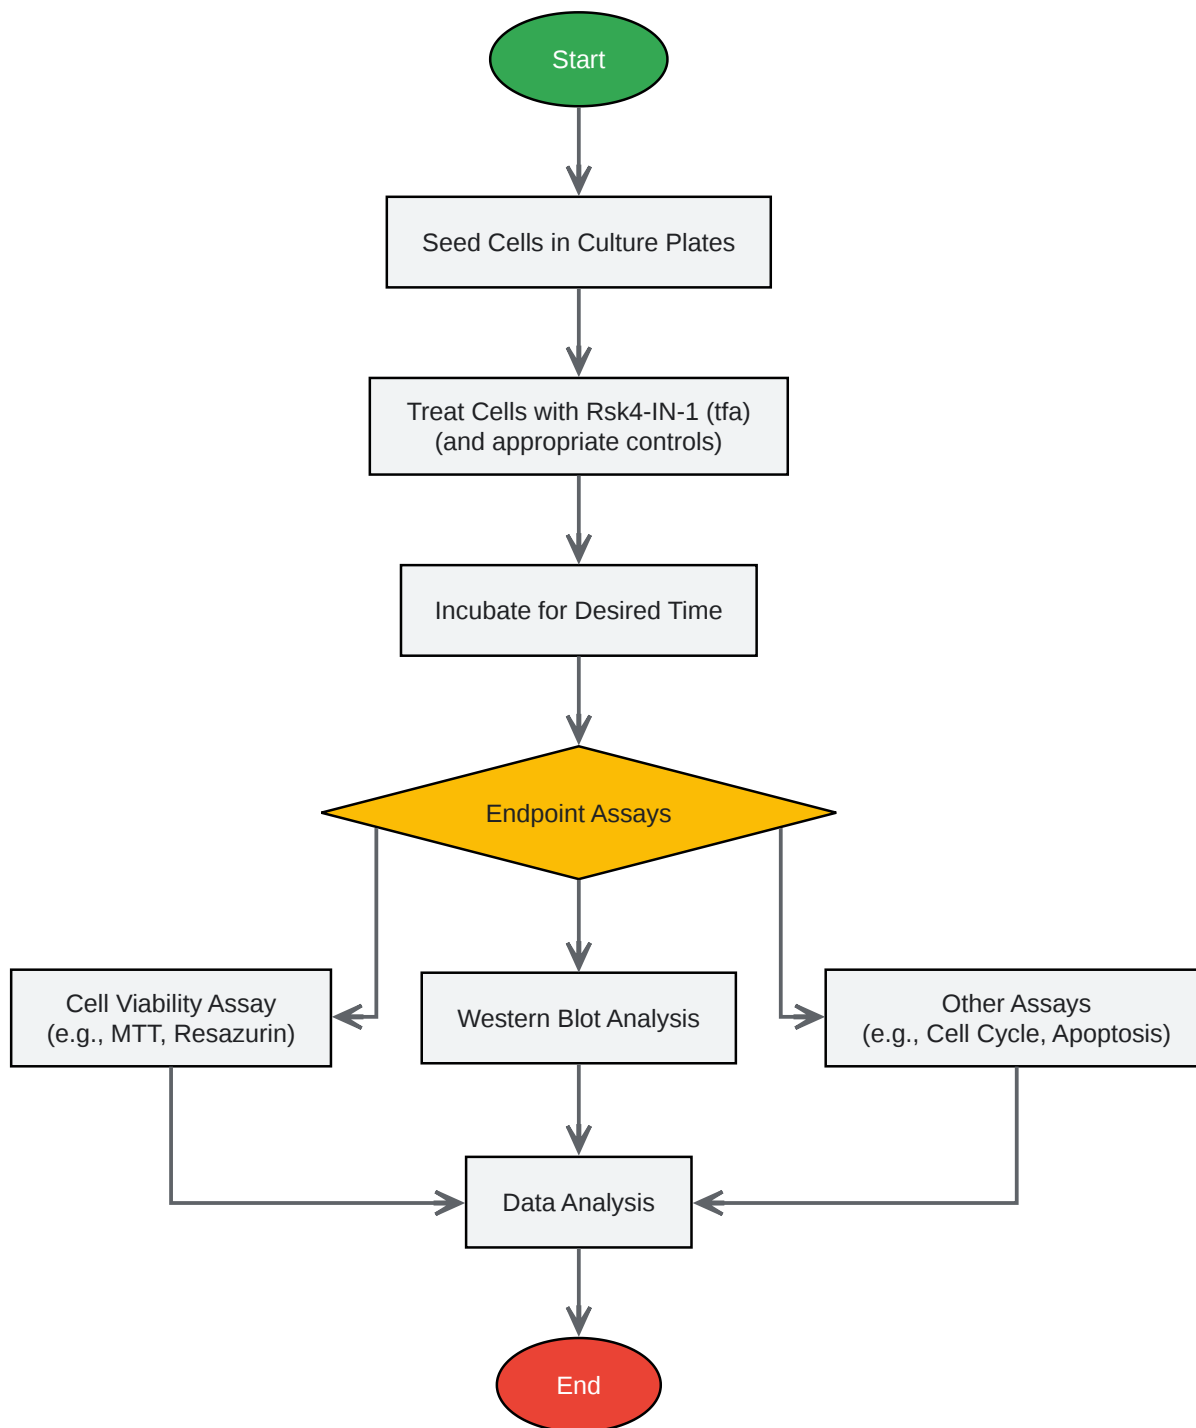 Start
Seed Cells in Culture Plates
Treat Cells with Rsk4-IN-1 (tfa)
(and appropriate controls)
Incubate for Desired Time
Endpoint Assays
Cell Viability Assay
(e.g., MTT, Resazurin)
Western Blot Analysis
Other Assays
(e.g., Cell Cycle, Apoptosis)
Data Analysis
End